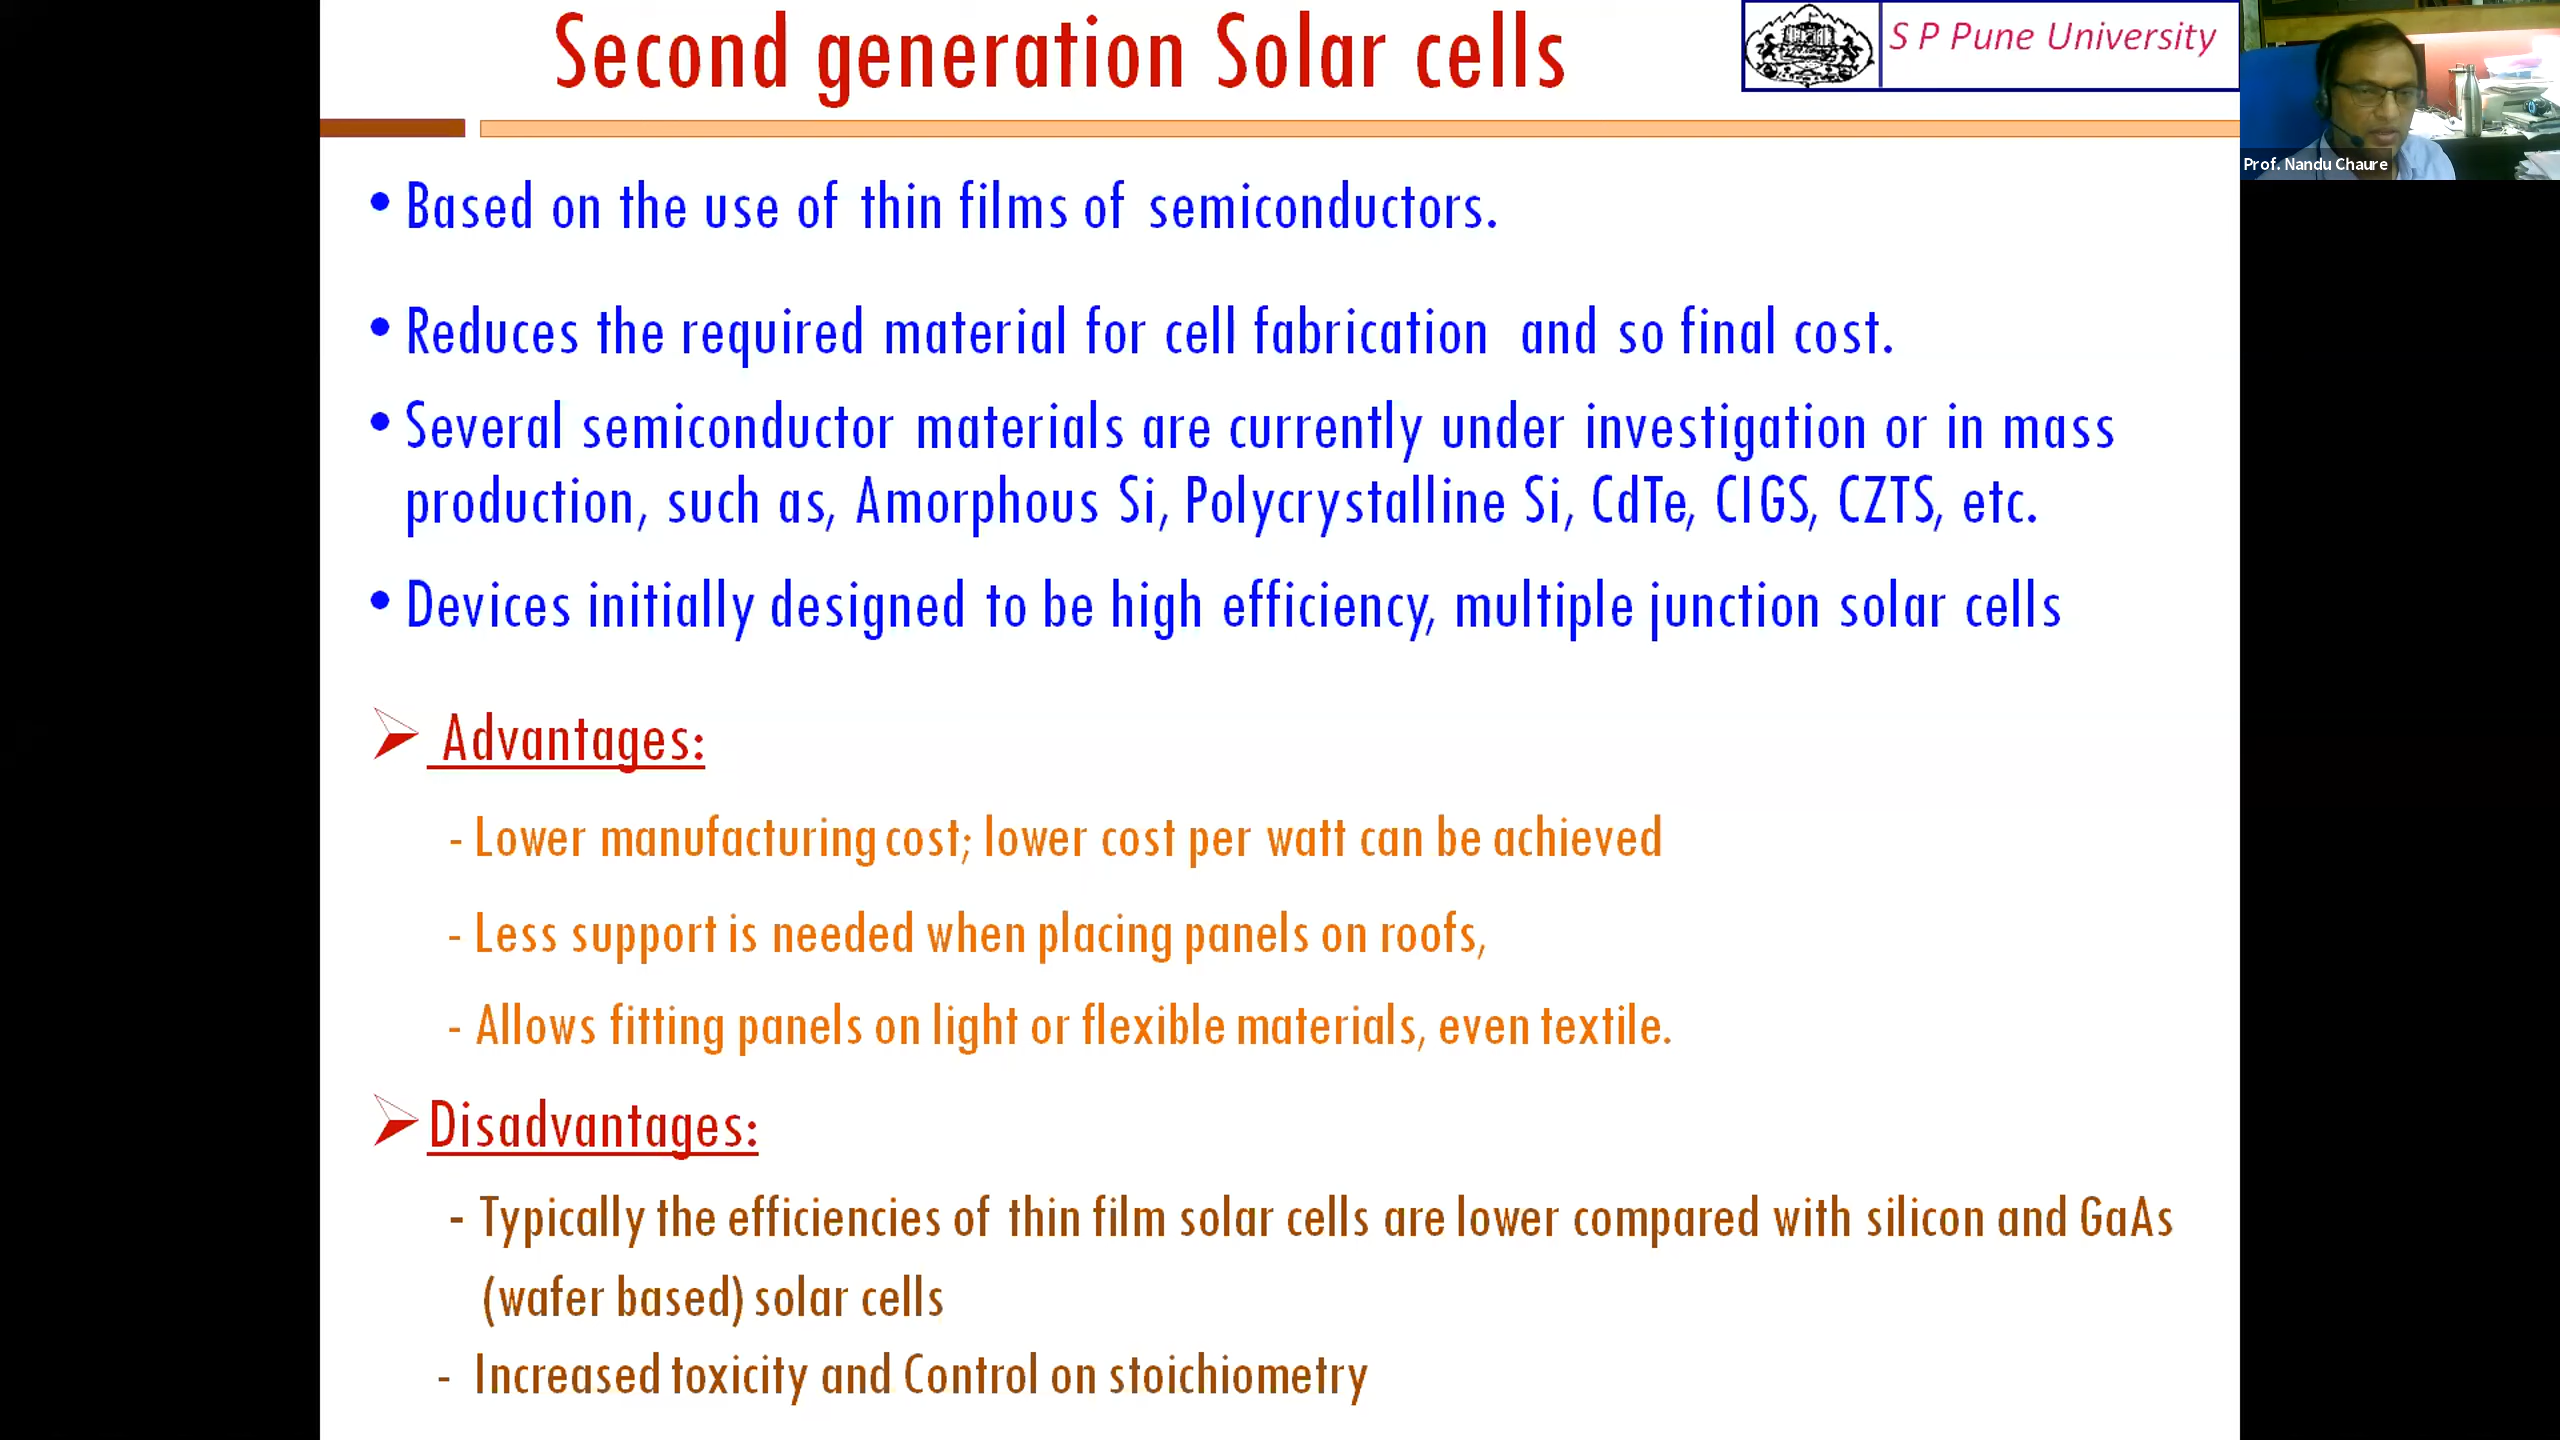 Second generation Solar cells
S P Pune University
Prof. Nandu Chaure
• Based on the use of thin films of semiconductors.
• Reduces the required material for cell fabrication and so final cost.
• Several semiconductor materials are currently under investigation or in mass
production, such as, Amorphous Si, Polycrystalline Si, CdTe, CIGS, CZTS, etc.
• Devices initially designed to be high efficiency, multiple junction solar cells
➢ Advantages:
- Lower manufacturing cost; lower cost per watt can be achieved
- Less support is needed when placing panels on roofs,
- Allows fitting panels on light or flexible materials, even textile.
➢ Disadvantages:
- Typically the efficiencies of thin film solar cells are lower compared with silicon and GaAs
(wafer based) solar cells
- Increased toxicity and Control on stoichiometry